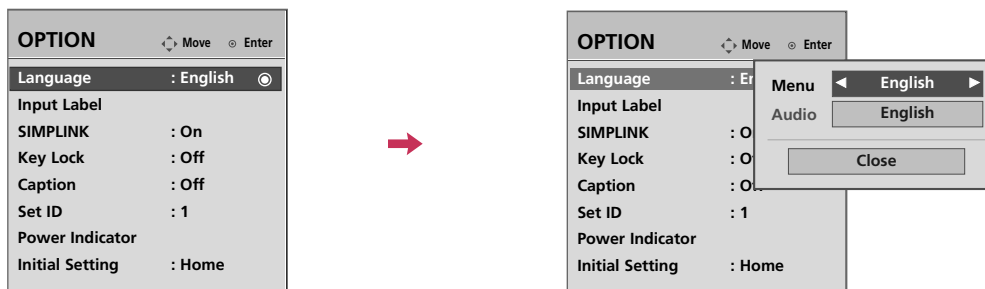 OPTION Move Enter
Language : English
Input Label
SIMPLINK : On
Key Lock : Off
Caption : Off
Set ID : 1
Power Indicator
Initial Setting : Home
OPTION Move Enter
Language
Input Label
SIMPLINK
Key Lock
Caption
Set ID : 1
Power Indicator
Initial Setting : Home
Menu ◄ English ►
Audio English
Close